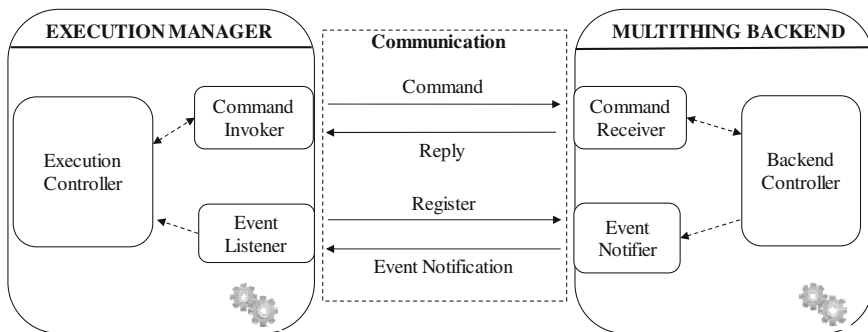 EXECUTION MANAGER
Communication
MULTITHING BACKEND
Execution
Controller
Command
Invoker
Event
Listener
Command
Reply
Register
Event Notification
Command
Receiver
Event
Notifier
Backend
Controller